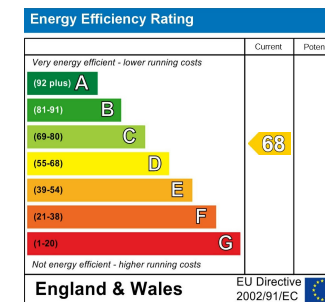 Energy Efficiency Rating
Current
Poten
Very energy efficient - lower running costs
(92 plus) A
(81-91) B
(69-80) C
68
(55-68) D
(39-54) E
(21-38) F
(1-20) G
Not energy efficient - higher running costs
England & Wales
EU Directive
2002/91/EC